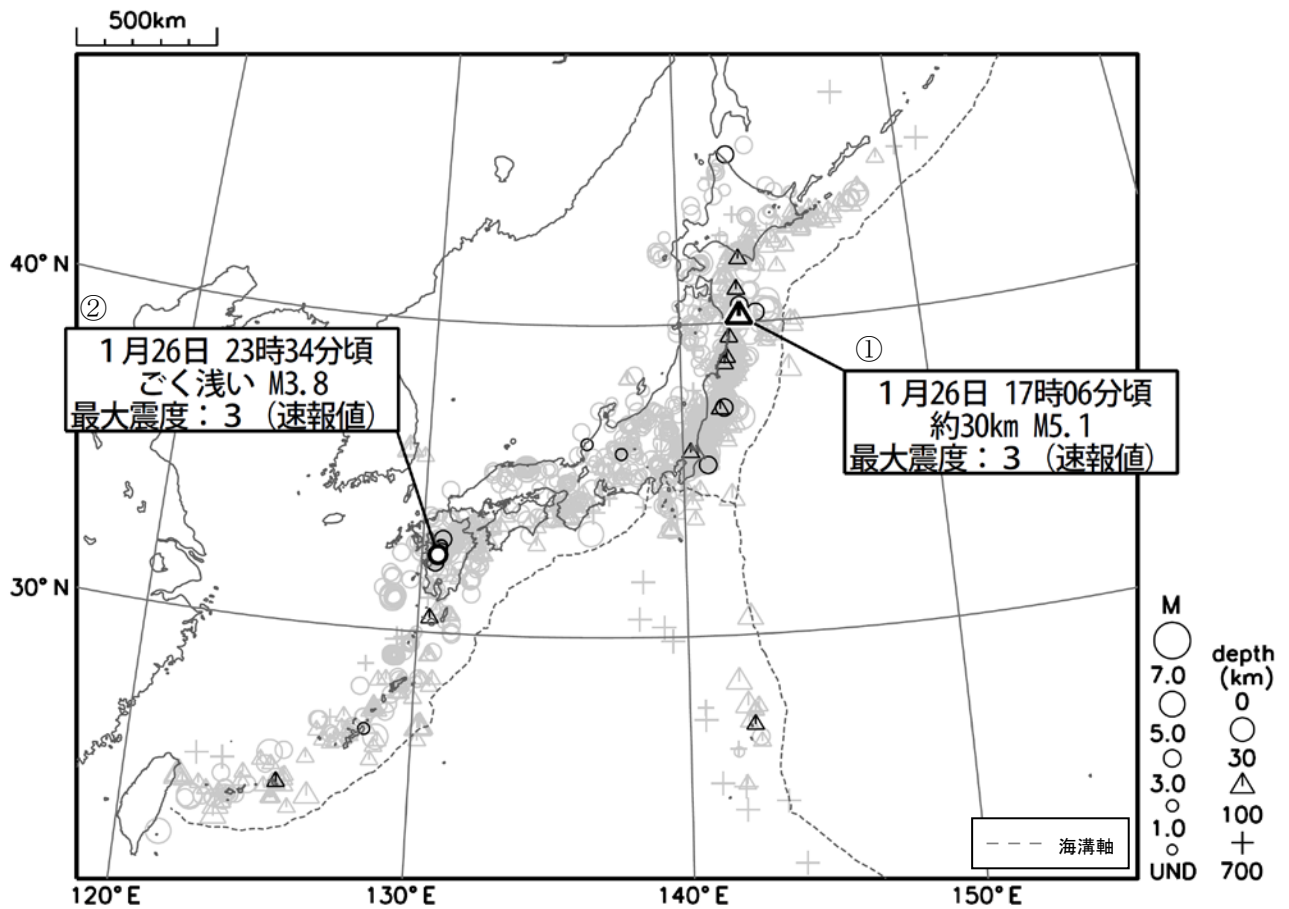 500km
40°N
30°N
120°E
130°E
140°E
150°E
②
1月26日 23時34分頃
ごく浅い M3.8
最大震度：３（速報値）
①
1月26日 17時06分頃
約30km M5.1
最大震度：３（速報値）
海溝軸
M
7.0
5.0
3.0
1.0
UND
depth
(km)
0
30
100
700